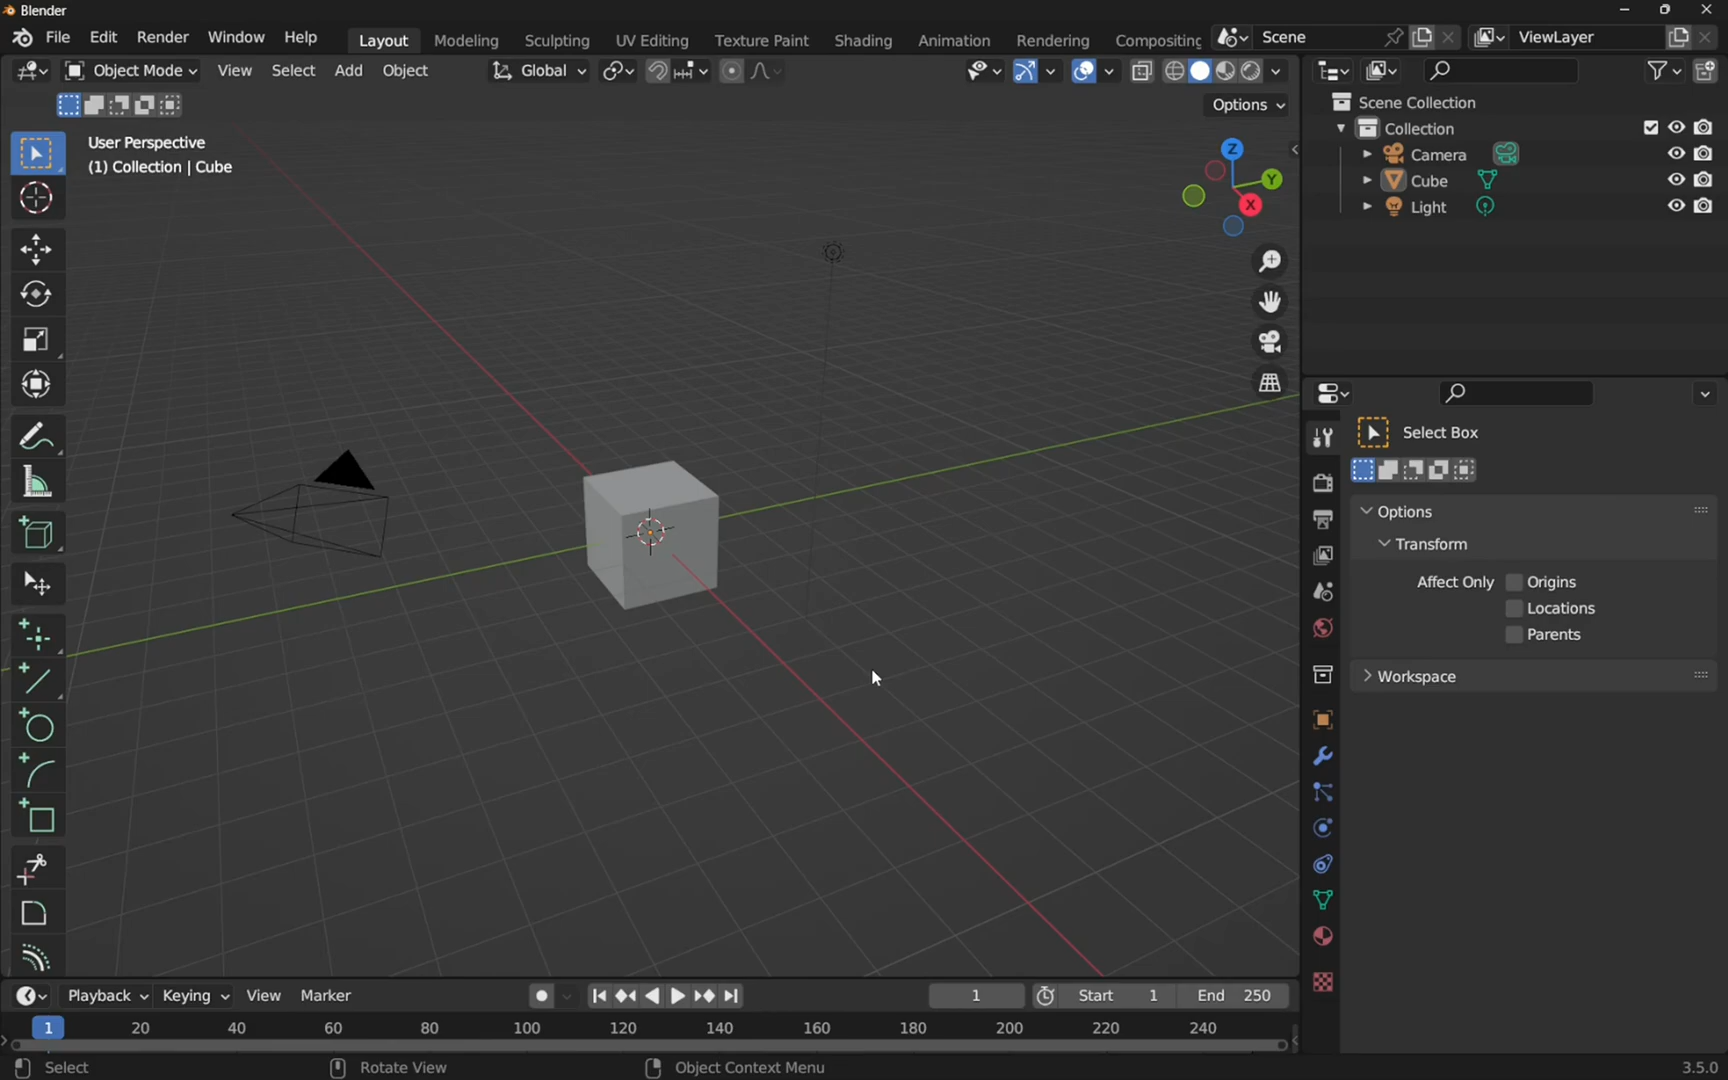 Blender
File Edit Render Window Help Layout Modeling Sculpting UV Editing Texture Paint Shading Animation Rendering Compositing Scene ViewLayer
Object Mode View Select Add Object Global
Options
User Perspective
(1) Collection | Cube
Z
Y
X
Scene Collection
Collection
Camera
Cube
Light
Select Box
Options
Transform
Affect Only Origins
Locations
Parents
Workspace
Playback Keying View Marker 1 Start 1 End 250
1 20 40 60 80 100 120 140 160 180 200 220 240
Select Rotate View Object Context Menu 3.5.0